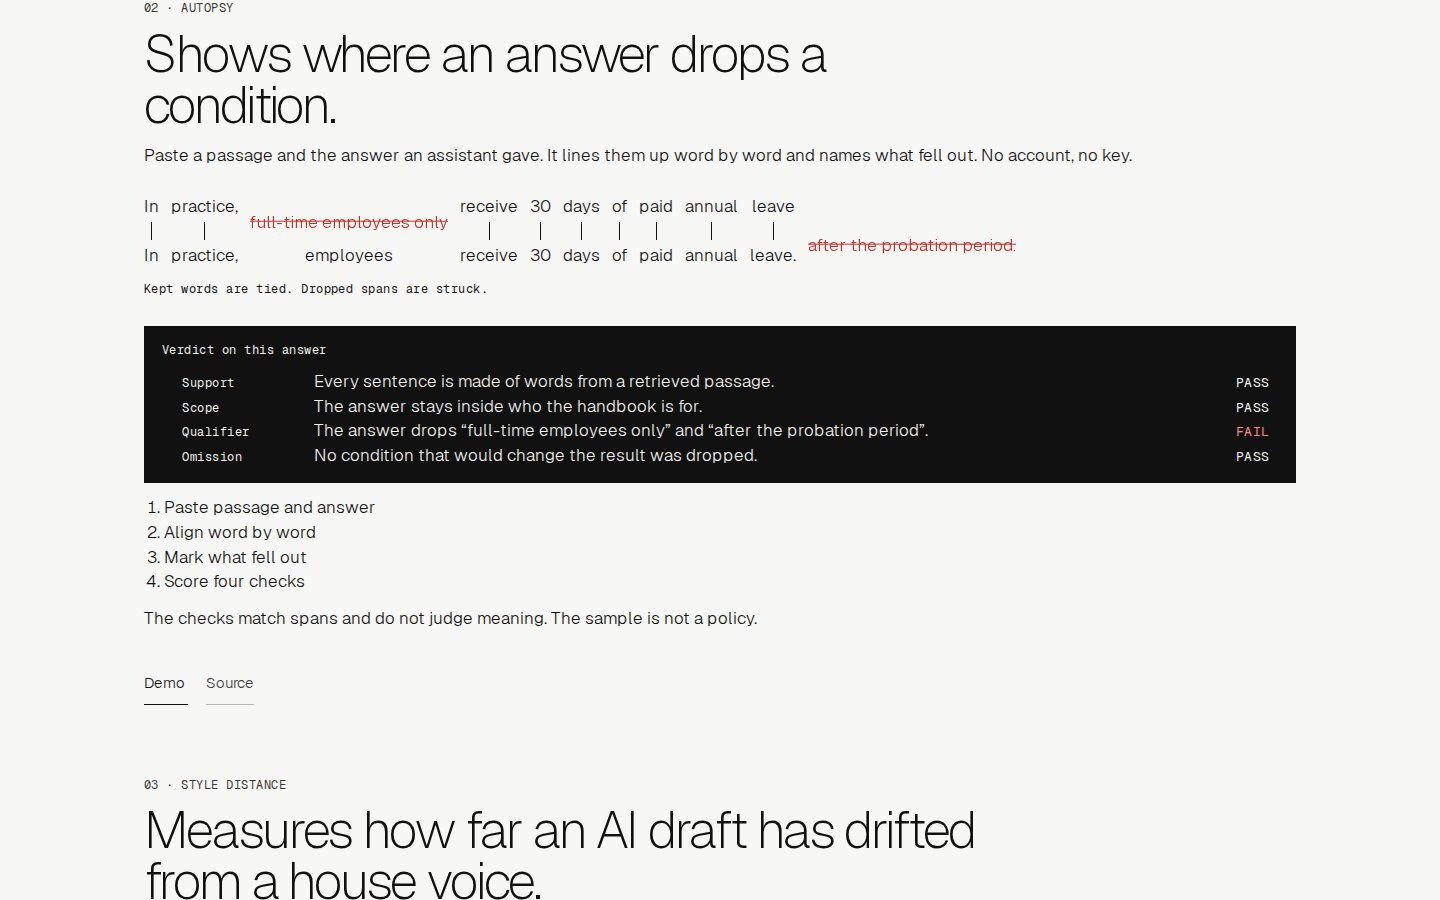 02 · AUTOPSY
Shows where an answer drops a
condition.
Paste a passage and the answer an assistant gave. It lines them up word by word and names what fell out. No account, no key.
In practice, full-time employees only receive 30 days of paid annual leave after the probation period.
In practice, employees receive 30 days of paid annual leave.
Kept words are tied. Dropped spans are struck.
Verdict on this answer
Support Every sentence is made of words from a retrieved passage. PASS
Scope The answer stays inside who the handbook is for. PASS
Qualifier The answer drops “full-time employees only” and “after the probation period”. FAIL
Omission No condition that would change the result was dropped. PASS
1. Paste passage and answer
2. Align word by word
3. Mark what fell out
4. Score four checks
The checks match spans and do not judge meaning. The sample is not a policy.
Demo Source
03 · STYLE DISTANCE
Measures how far an AI draft has drifted
from a house voice.